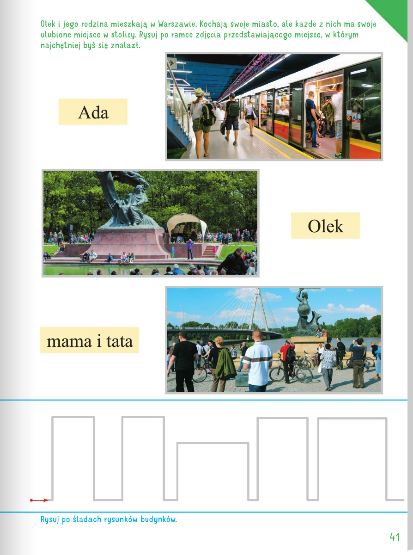 Olek i jego rodzina mieszkają w Warszawie. Kochają swoje miasto, ale każde z nich ma swoje
ulubione miejsce w stolicy. Rysuj po ramce zdjęcia przedstawiającego miejsce, w którym
najchętniej byś się znalazł.
Ada
Olek
mama i tata
Rysuj po śladach rysunków budynków.
41